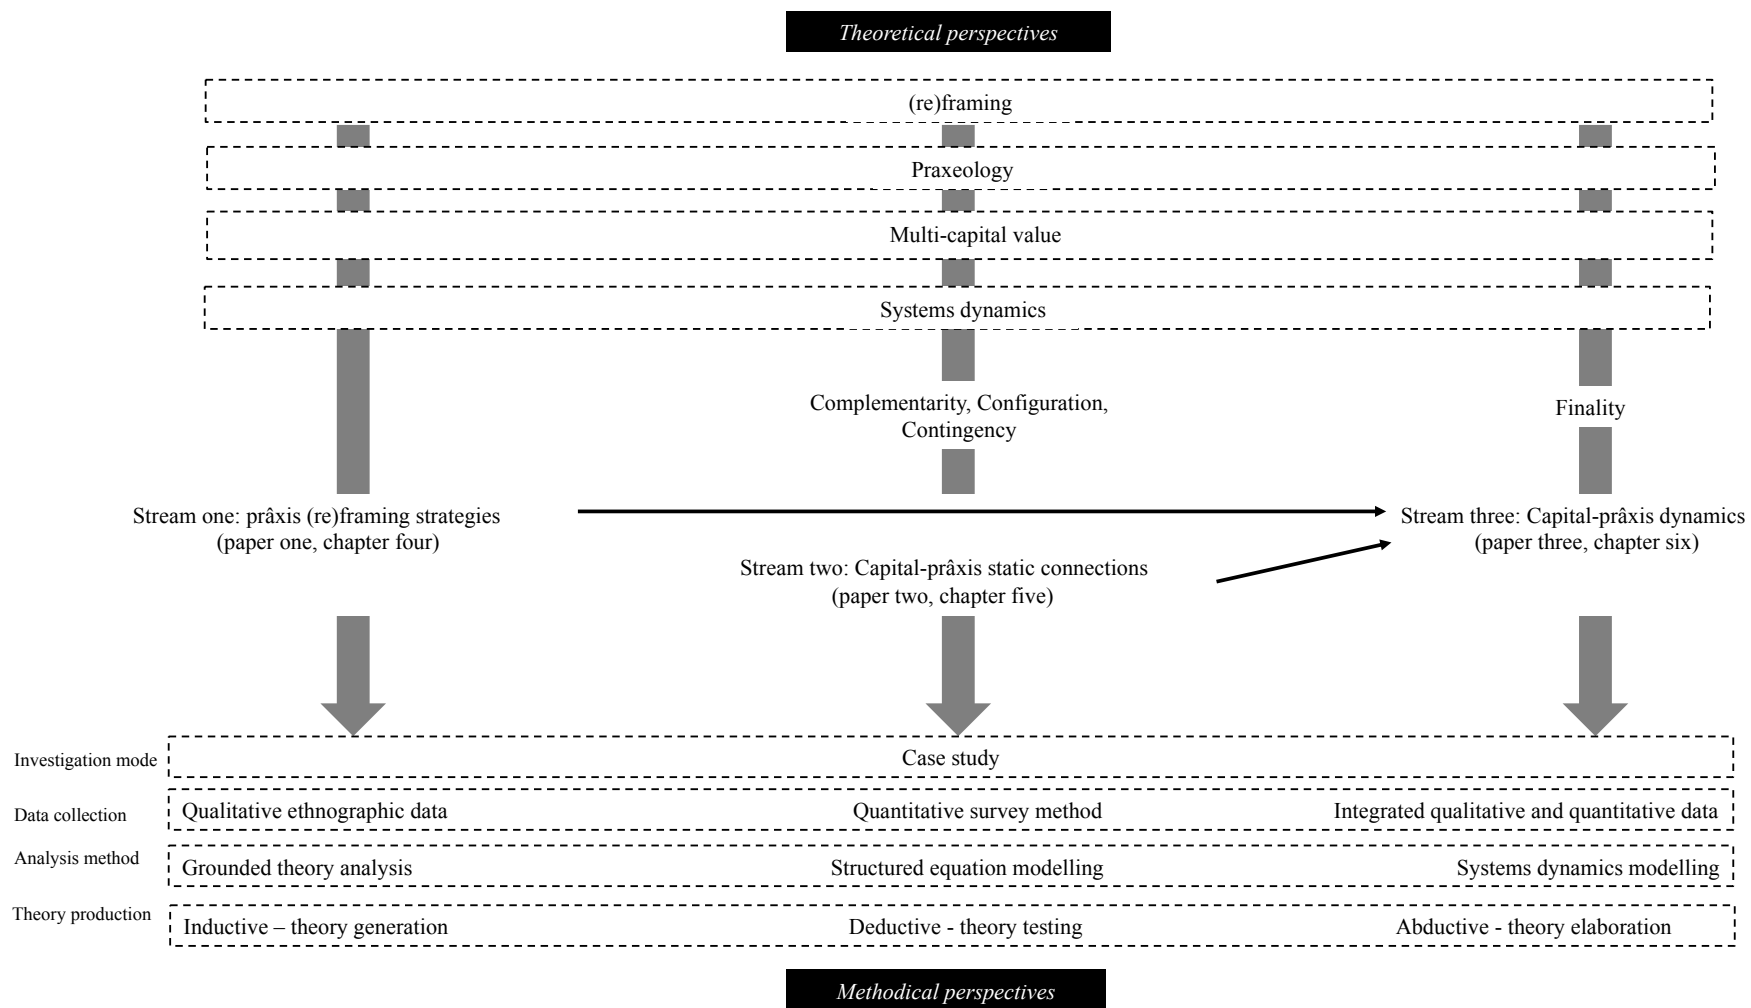 Theoretical perspectives
(re)framing
Praxeology
Multi-capital value
Systems dynamics
Complementarity, Configuration,
Contingency
Finality
Stream one: prâxis (re)framing strategies
(paper one, chapter four)
Stream two: Capital-prâxis static connections
(paper two, chapter five)
Stream three: Capital-prâxis dynamics
(paper three, chapter six)
Investigation mode
Case study
Data collection
Qualitative ethnographic data
Quantitative survey method
Integrated qualitative and quantitative data
Analysis method
Grounded theory analysis
Structured equation modelling
Systems dynamics modelling
Theory production
Inductive – theory generation
Deductive - theory testing
Abductive - theory elaboration
Methodical perspectives